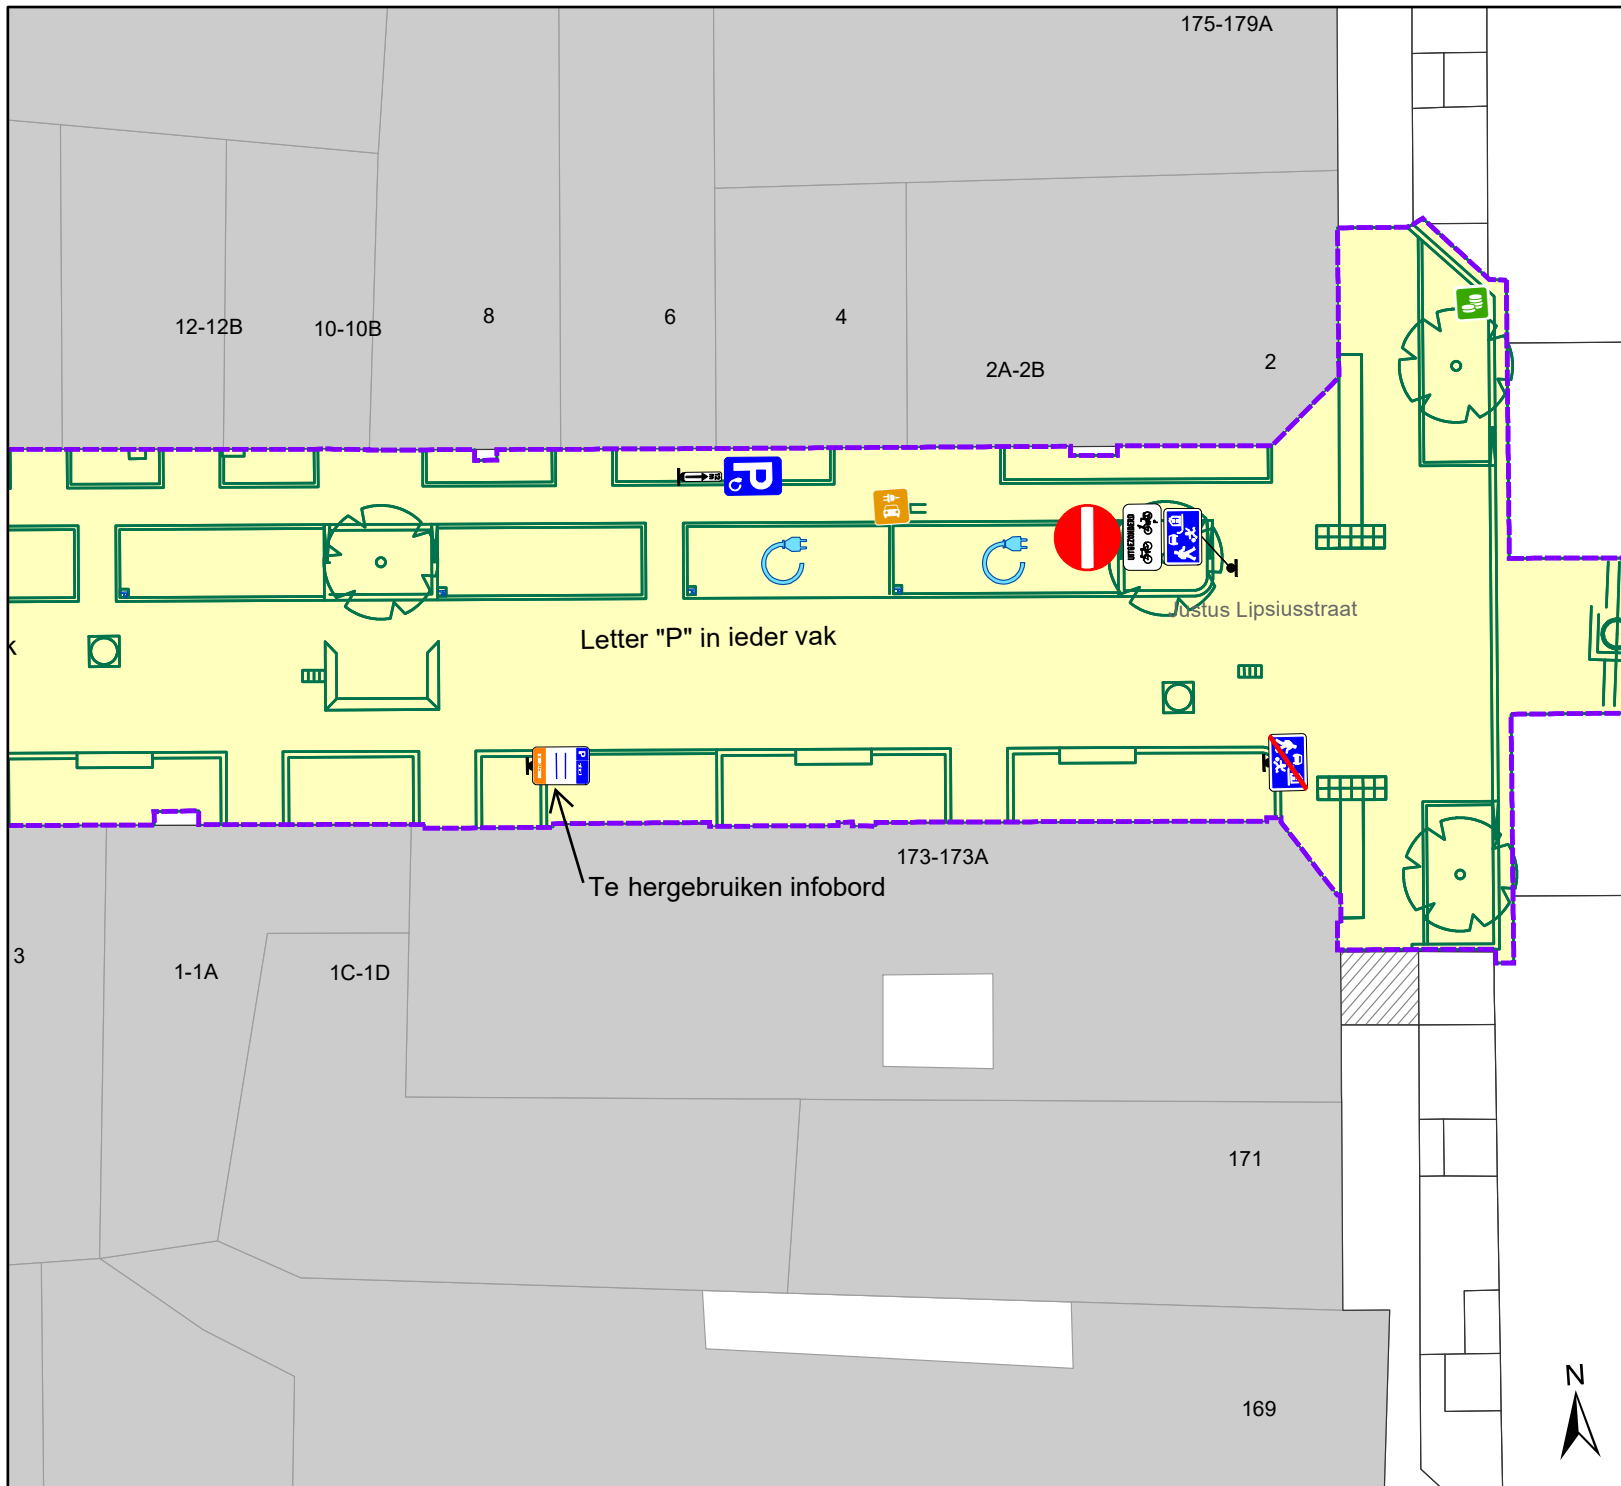 175-179A
12-12B
10-10B
8
6
4
2A-2B
2
P
UITGEZONDERD
P
Justus Lipsiusstraat
Letter "P" in ieder vak
k
P
173-173A
Te hergebruiken infobord
3
1-1A
1C-1D
171
169
N